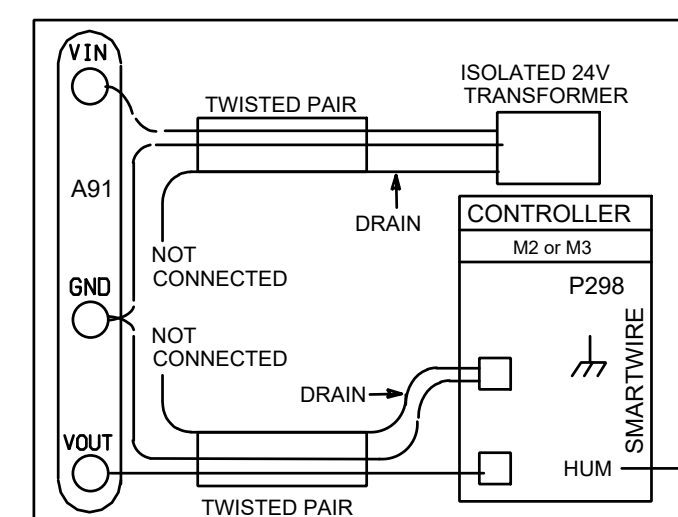 VIN
ISOLATED 24V
TRANSFORMER
TWISTED PAIR
A91
DRAIN
CONTROLLER
M2 or M3
NOT
CONNECTED
GND
P298
NOT
CONNECTED
SMARTWIRE
DRAIN
VOUT
HUM
TWISTED PAIR